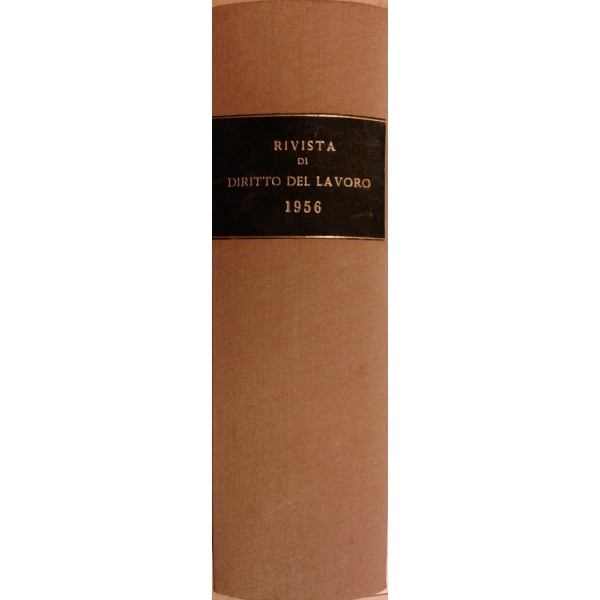 RIVISTA
DI
DIRITTO DEL LAVORO
1956